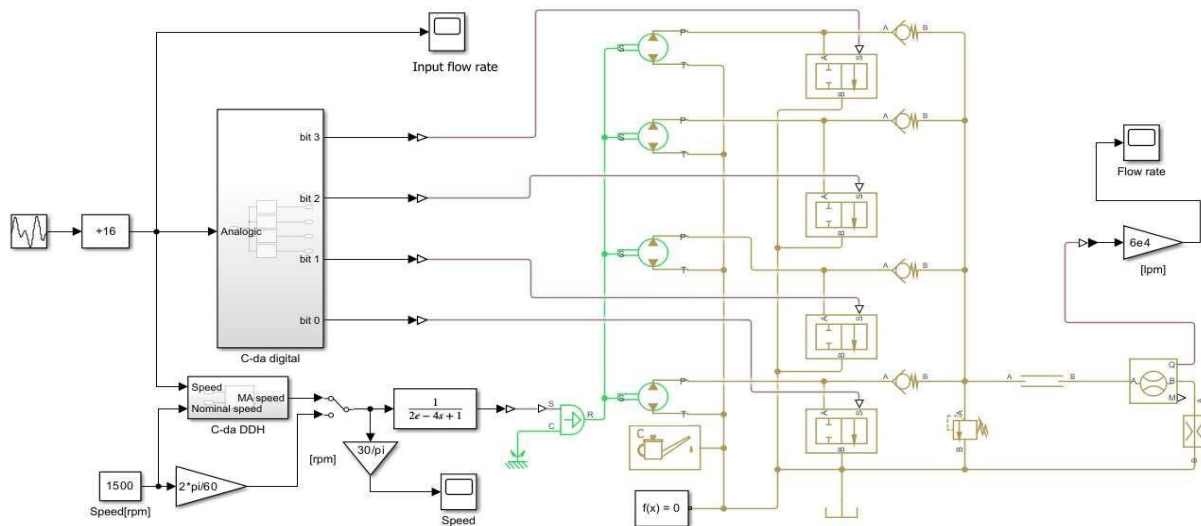 Input flow rate
bit 3
bit 2
bit 1
bit 0
Analogic
C-da digital
+16
Speed
MA speed
Nominal speed
C-da DDH
1500
Speed[rpm]
2*pi/60
[rpm]
30/pi
Speed
1
2e − 4s + 1
S
C
R
S
P
T
A
B
A
S
B
S
P
T
A
B
A
S
B
S
P
T
A
B
A
S
B
S
P
T
A
B
A
S
B
C
f(x) = 0
A
B
A
B
A
B
Q
M
A
B
Flow rate
6e4
[lpm]